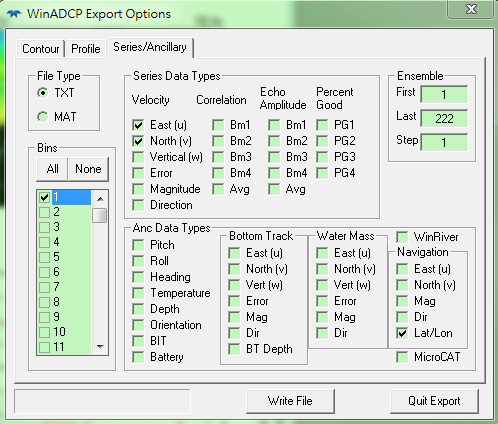 WinADCP Export Options
Contour Profile Series/Ancillary
File Type
TXT
MAT
Bins
All None
1
2
3
4
5
6
7
8
9
10
11
Series Data Types
Velocity
East (u)
North (v)
Vertical (w)
Error
Magnitude
Direction
Correlation
Bm1
Bm2
Bm3
Bm4
Avg
Echo
Amplitude
Bm1
Bm2
Bm3
Bm4
Avg
Percent
Good
PG1
PG2
PG3
PG4
Ensemble
First 1
Last 222
Step 1
Anc Data Types
Pitch
Roll
Heading
Temperature
Depth
Orientation
BIT
Battery
Bottom Track
East (u)
North (v)
Vert (w)
Error
Mag
Dir
BT Depth
Water Mass
East (u)
North (v)
Vert (w)
Error
Mag
Dir
WinRiver
Navigation
East (u)
North (v)
Mag
Dir
Lat/Lon
MicroCAT
Write File
Quit Export